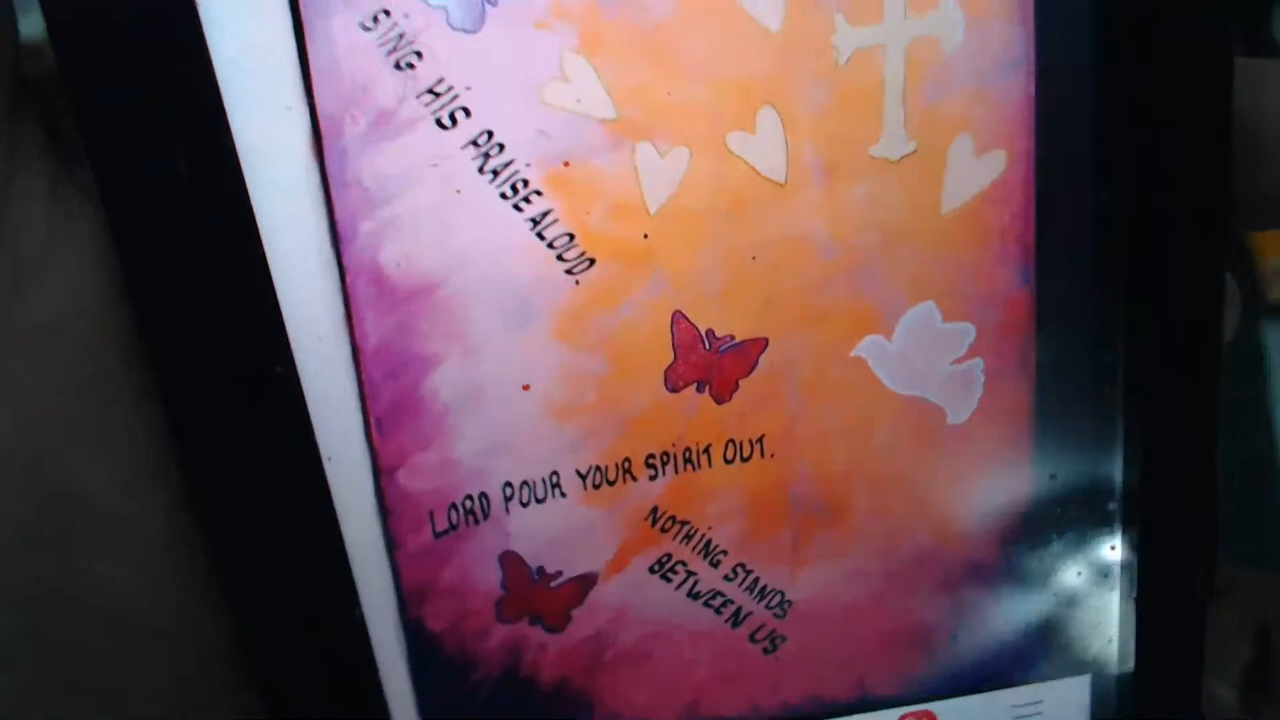 SING HIS PRAISE ALOUD.
LORD POUR YOUR SPIRIT OUT.
NOTHING STANDS
BETWEEN US.